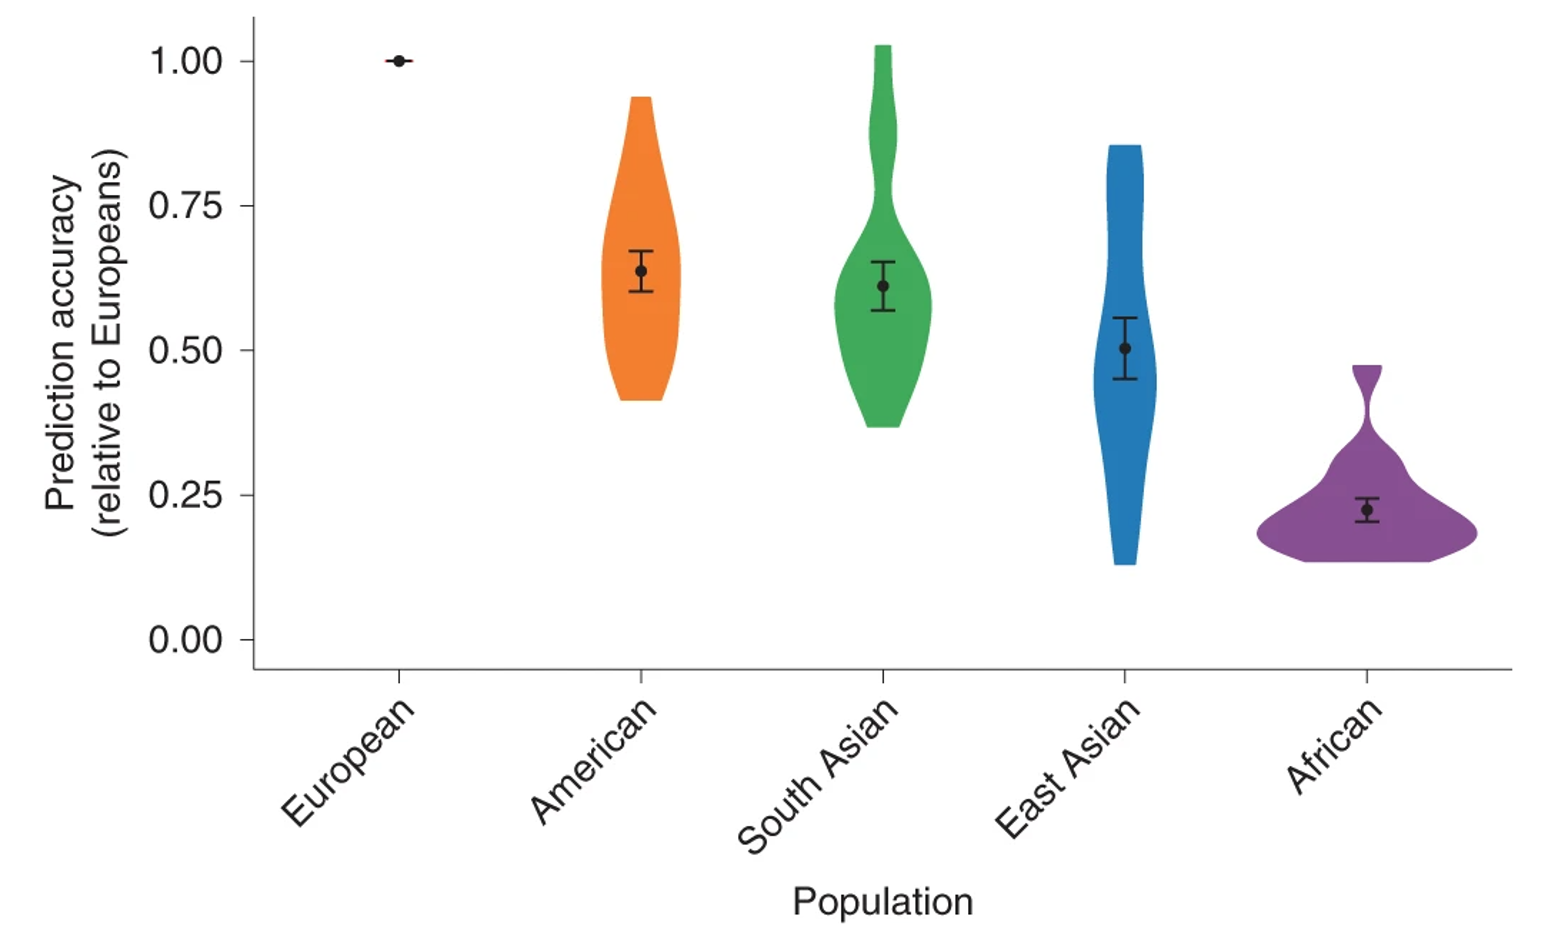 Prediction accuracy
(relative to Europeans)
1.00
0.75
0.50
0.25
0.00
European
American
South Asian
East Asian
African
Population